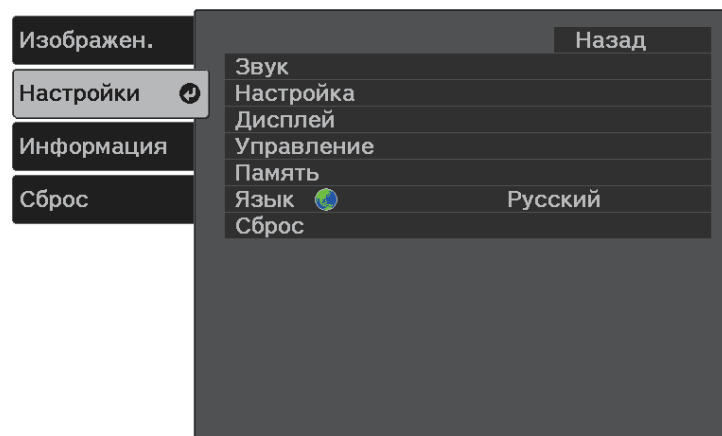 Изображен.
Настройки
Информация
Сброс
Назад
Звук
Настройка
Дисплей
Управление
Память
Язык Русский
Сброс